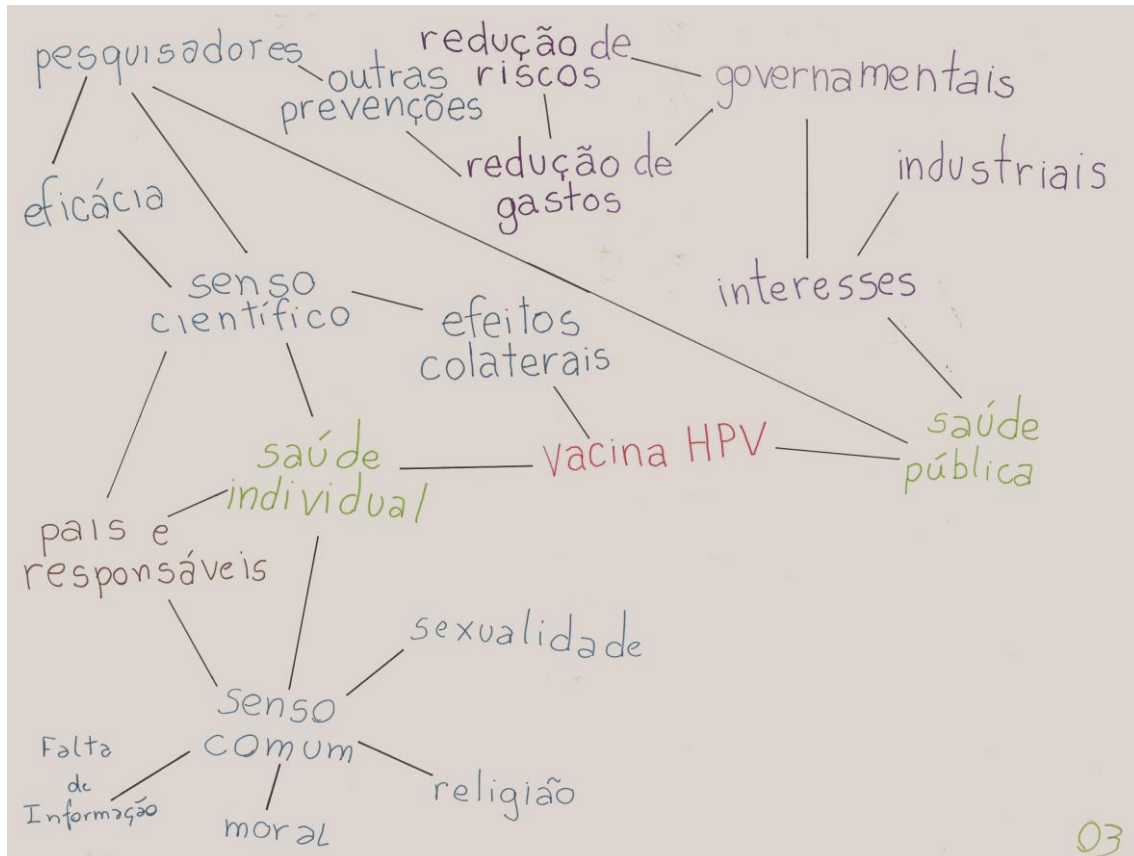 pesquisadores
outras
prevenções
redução de
riscos
governamentais
redução de
gastos
industriais
eficácia
senso
científico
efeitos
colaterais
interesses
saúde
individual
vacina HPV
saúde
pública
pais e
responsáveis
sexualidade
senso
comum
Falta
de
Informação
moral
religião
03